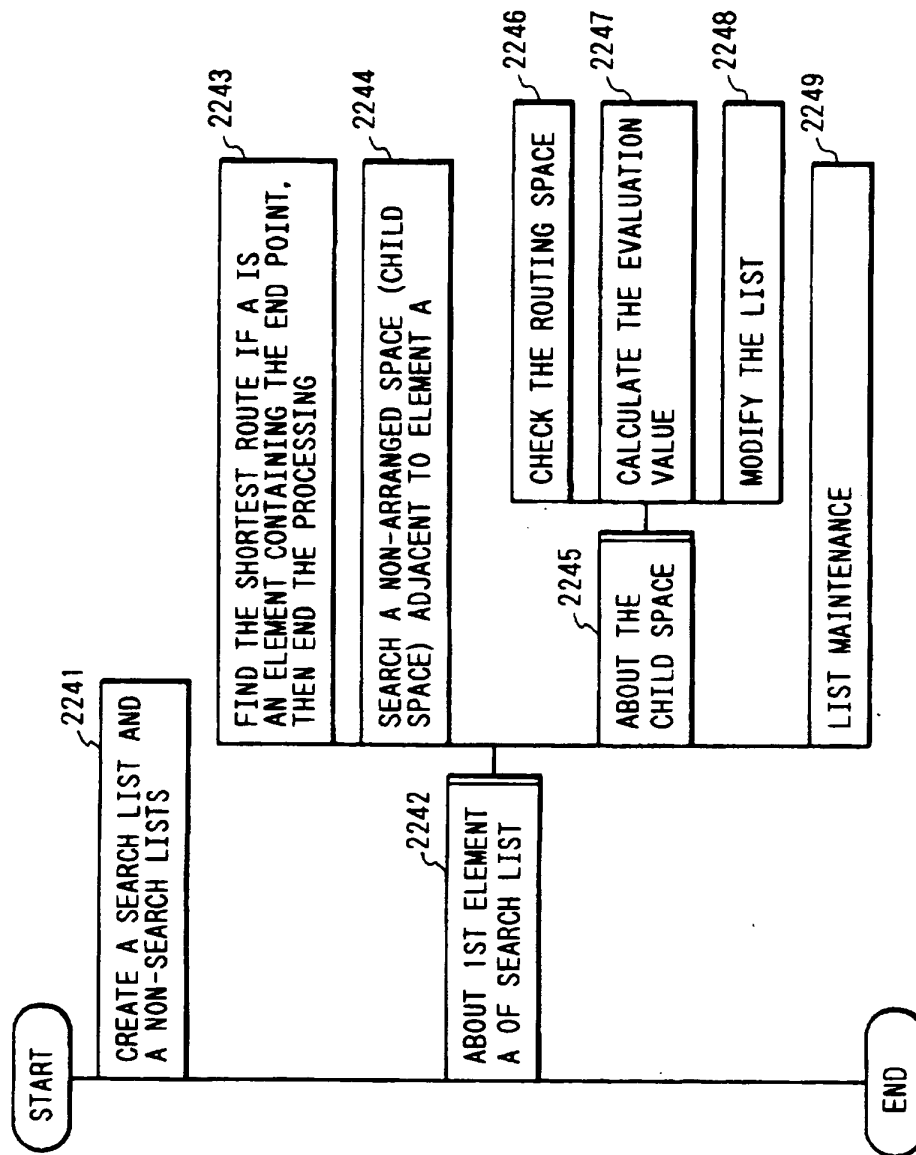 START
2241
CREATE A SEARCH LIST AND
A NON-SEARCH LISTS
2242
ABOUT 1ST ELEMENT
A OF SEARCH LIST
2243
FIND THE SHORTEST ROUTE IF A IS
AN ELEMENT CONTAINING THE END POINT,
THEN END THE PROCESSING
2244
SEARCH A NON-ARRANGED SPACE (CHILD
SPACE) ADJACENT TO ELEMENT A
2245
ABOUT THE
CHILD SPACE
2246
CHECK THE ROUTING SPACE
2247
CALCULATE THE EVALUATION
VALUE
2248
MODIFY THE LIST
2249
LIST MAINTENANCE
END